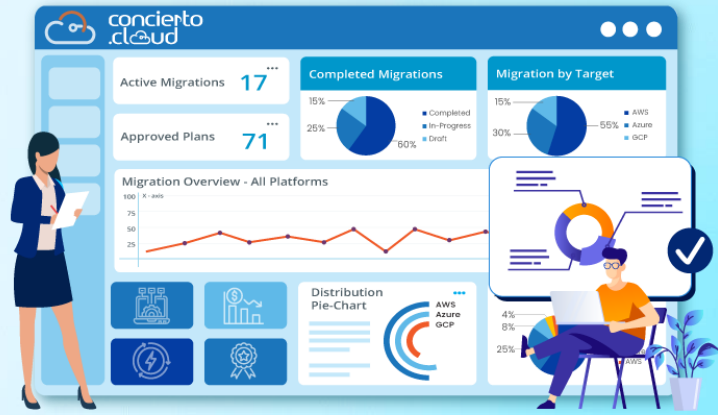 concierto
.cloud
Active Migrations 17
Approved Plans 71
Completed Migrations
15%
25%
60%
Completed
In-Progress
Draft
Migration by Target
15%
30%
55%
AWS
Azure
GCP
Migration Overview - All Platforms
100
X - axis
75
50
25
Distribution
Pie-Chart
AWS
Azure
GCP
4%
8%
25%
AWS